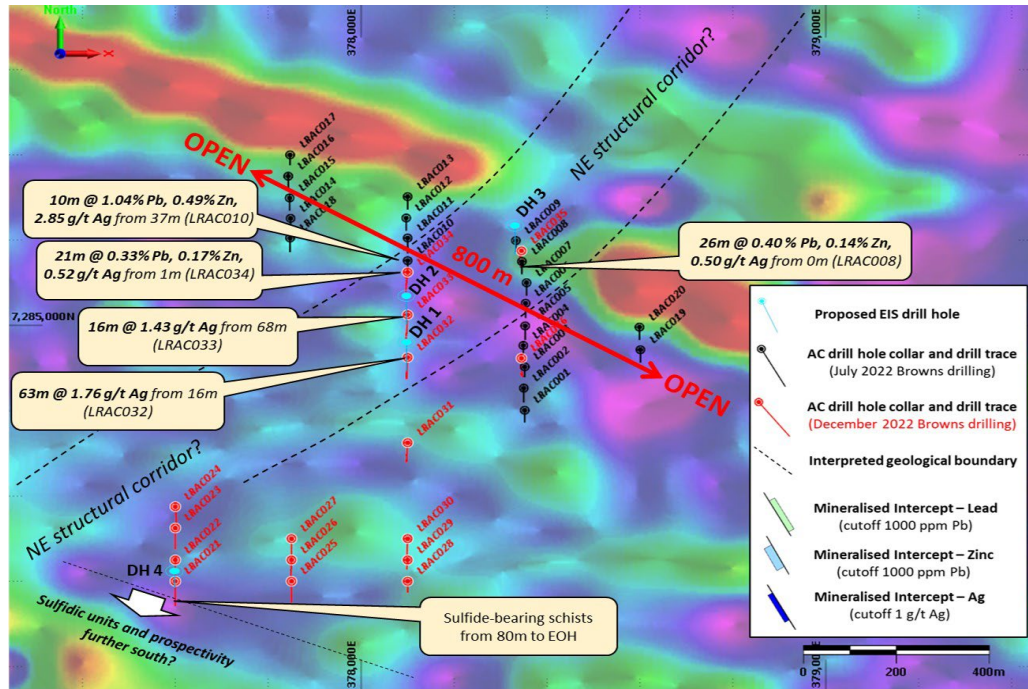 North
X
378,000E
379,000E
NE structural corridor?
OPEN
LRAC017
LRAC016
LRAC015
LRAC014
LRAC018
LRAC013
LRAC012
LRAC011
LRAC010
LRAC034
DH 2
LRAC033
DH 1
LRAC032
DH 3
LRAC009
LRAC035
LRAC008
LRAC007
LRAC005
LRAC004
LRAC002
LRAC001
LRAC020
LRAC019
800 m
OPEN
10m @ 1.04% Pb, 0.49% Zn,
2.85 g/t Ag from 37m (LRAC010)
21m @ 0.33% Pb, 0.17% Zn,
0.52 g/t Ag from 1m (LRAC034)
26m @ 0.40 % Pb, 0.14% Zn,
0.50 g/t Ag from 0m (LRAC008)
7,285,000N
16m @ 1.43 g/t Ag from 68m
(LRAC033)
63m @ 1.76 g/t Ag from 16m
(LRAC032)
LRAC031
NE structural corridor?
LRAC024
LRAC023
LRAC022
LRAC021
LRAC027
LRAC026
LRAC025
LRAC030
LRAC029
LRAC028
DH 4
Sulfidic units and prospectivity
further south?
Sulfide-bearing schists
from 80m to EOH
Proposed EIS drill hole
AC drill hole collar and drill trace
(July 2022 Browns drilling)
AC drill hole collar and drill trace
(December 2022 Browns drilling)
Interpreted geological boundary
Mineralised Intercept – Lead
(cutoff 1000 ppm Pb)
Mineralised Intercept – Zinc
(cutoff 1000 ppm Pb)
Mineralised Intercept – Ag
(cutoff 1 g/t Ag)
0 200 400m
378,000E
379,000E